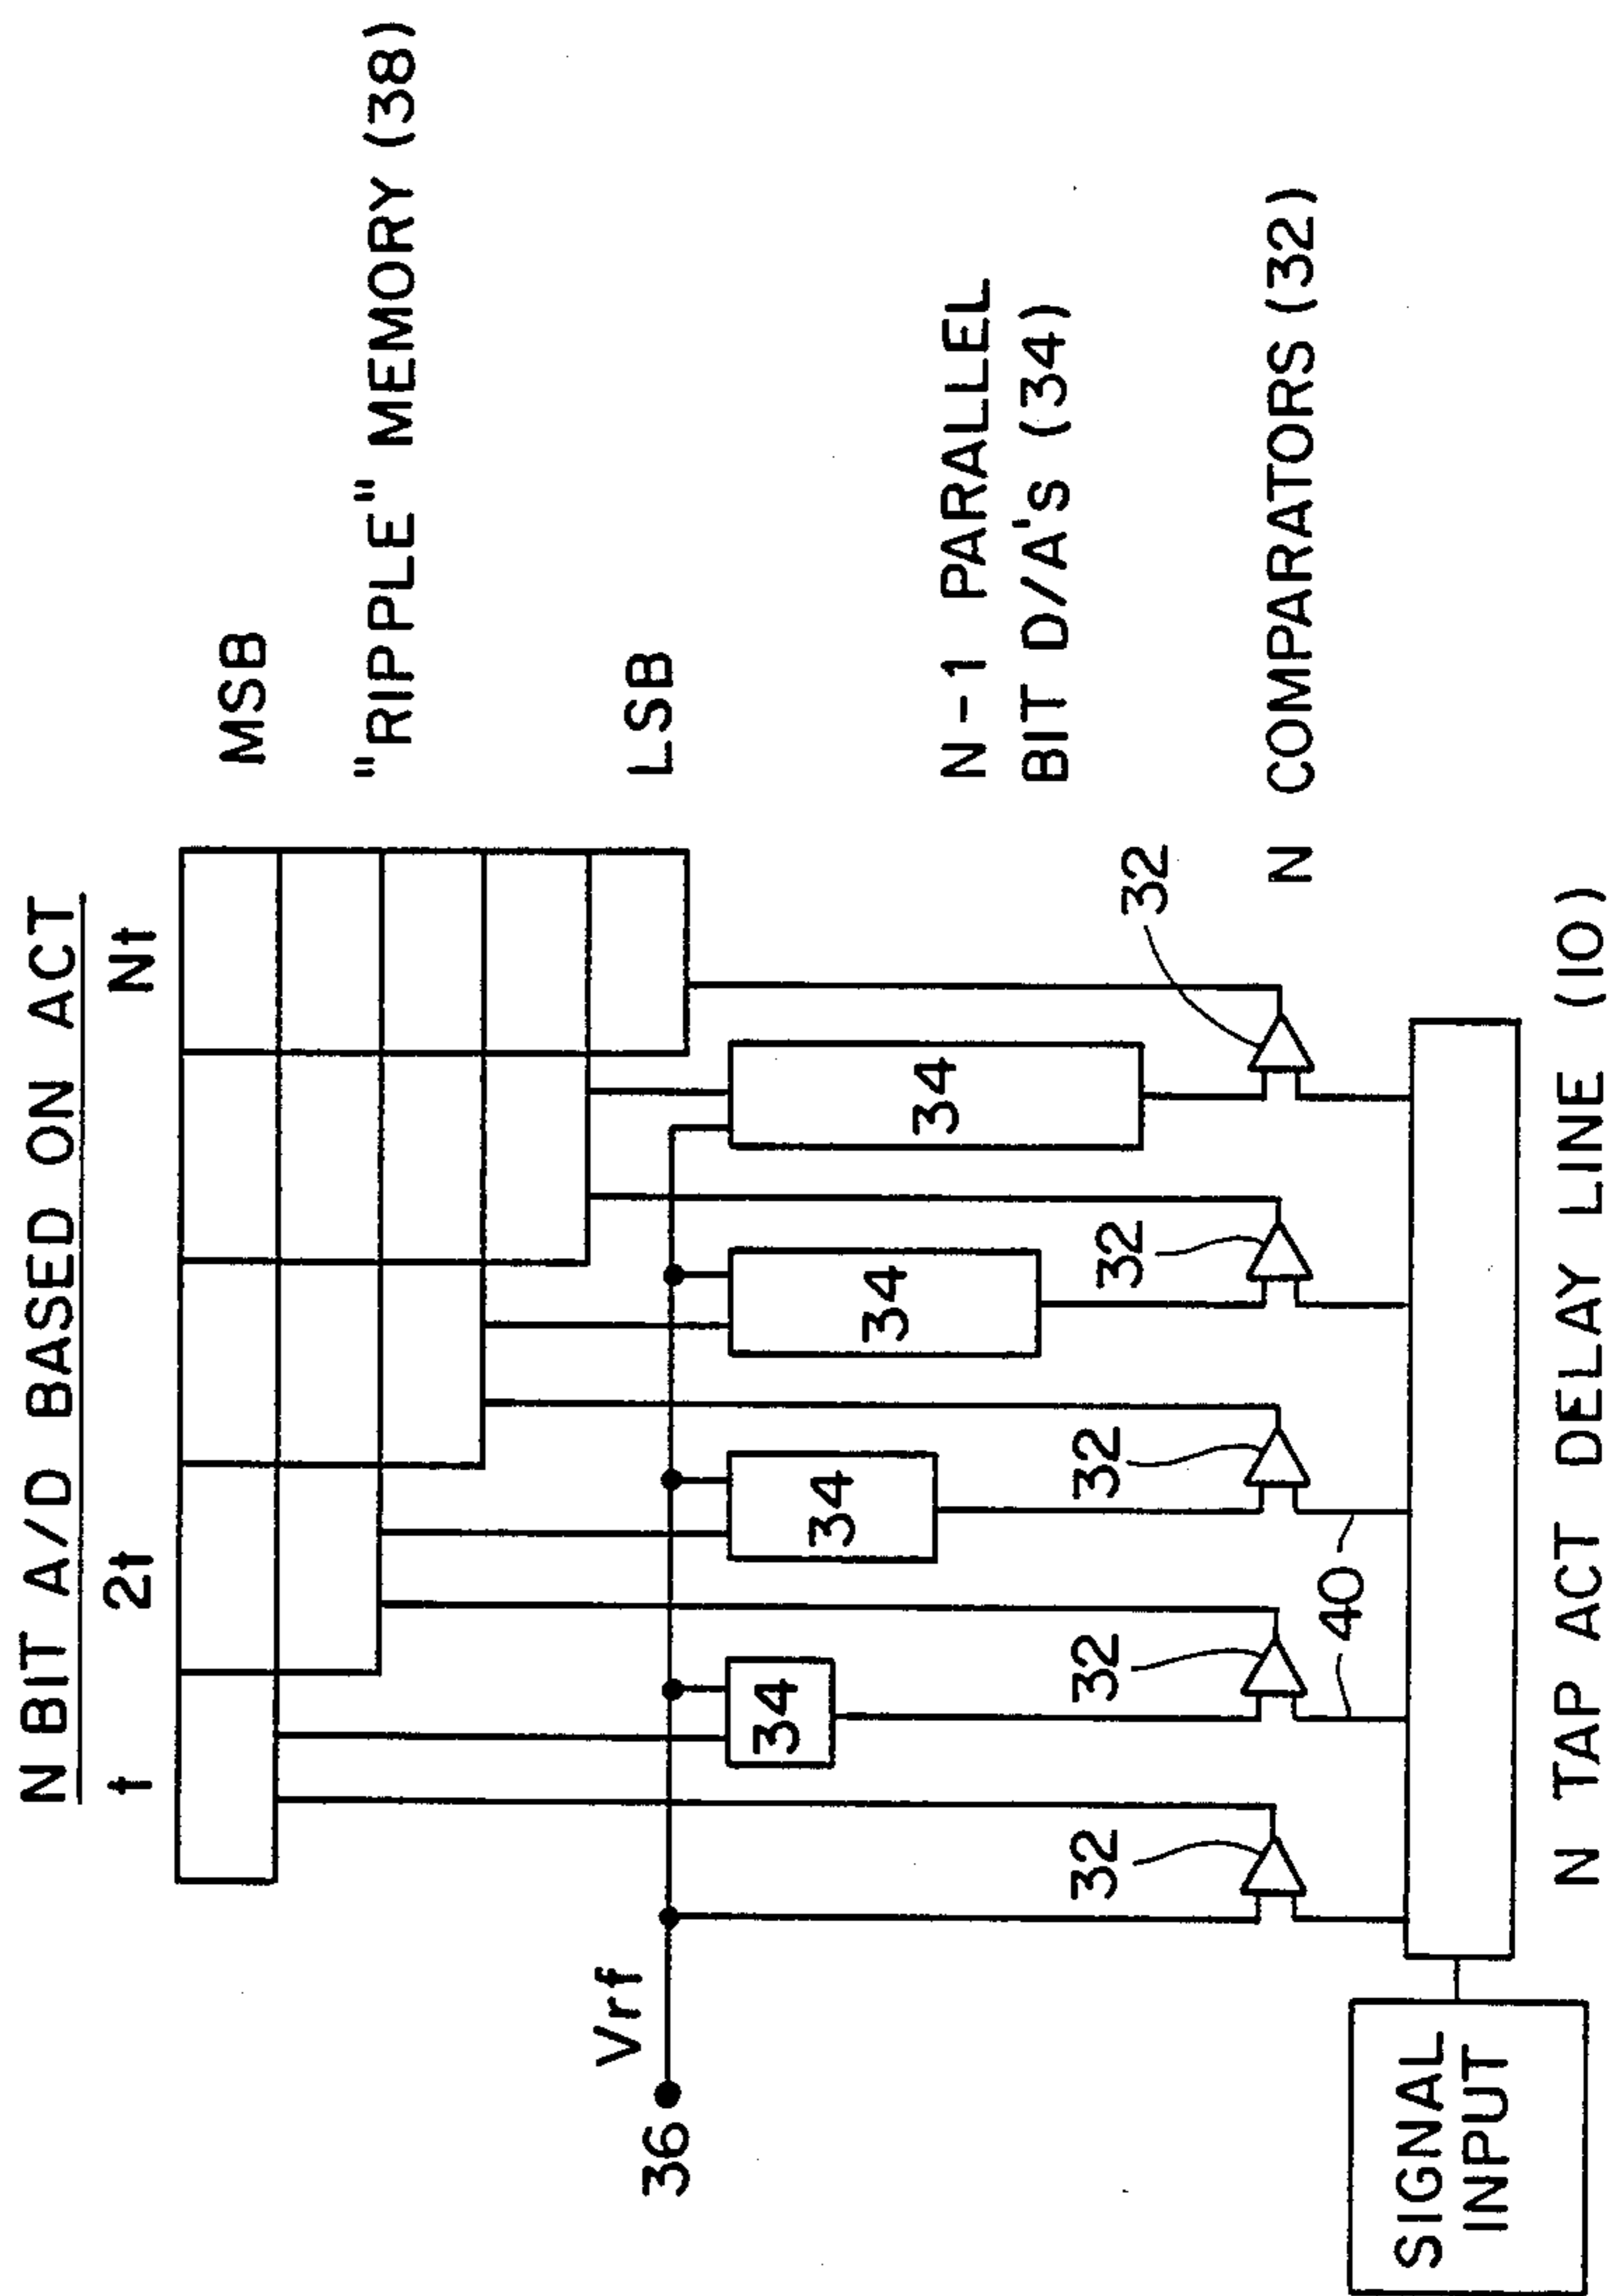 N BIT A/D BASED ON ACT
t 2t Nt
MSB
"RIPPLE" MEMORY (38)
LSB
Vrf
36
34 34 34 34
N-1 PARALLEL
BIT D/A's (34)
32 32 32 32 32
N COMPARATORS (32)
40
SIGNAL
INPUT
N TAP ACT DELAY LINE (10)